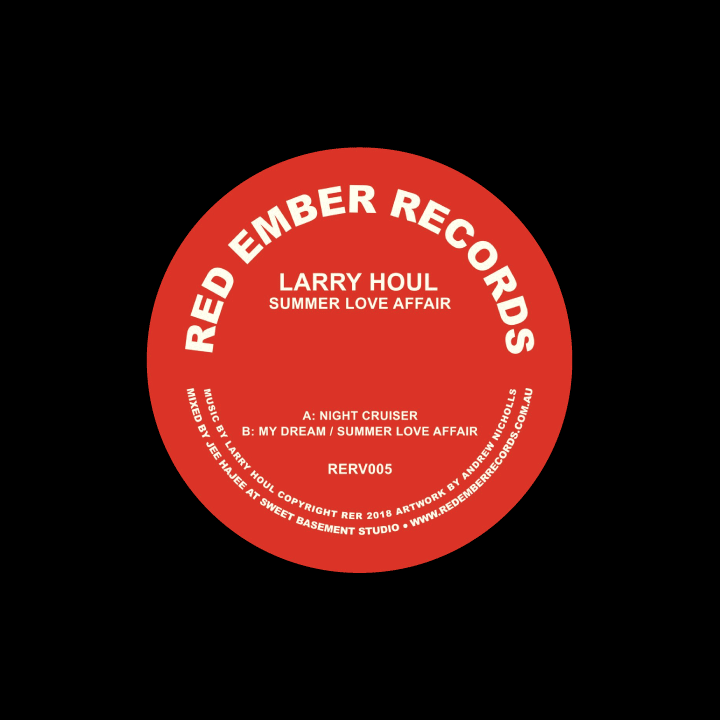 RED EMBER RECORDS
LARRY HOUL
SUMMER LOVE AFFAIR
A: NIGHT CRUISER
B: MY DREAM / SUMMER LOVE AFFAIR
RERV005
MUSIC BY LARRY HOUL COPYRIGHT RER 2018 ARTWORK BY ANDREW NICHOLLS
MIXED BY JEE HAJEE AT SWEET BASEMENT STUDIO • WWW.REDEMBERRECORDS.COM.AU